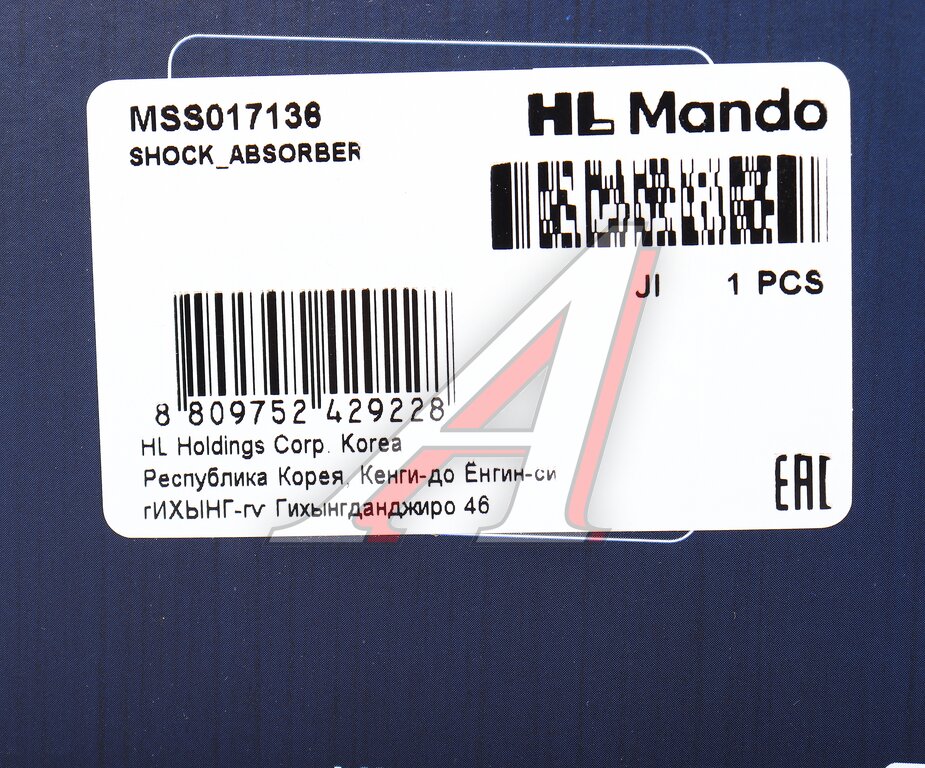 MSS017136
HL Mando
SHOCK_ABSORBER
JI 1 PCS
8 809752 429228
HL Holdings Corp. Korea
Республика Корея, Кенги-до Ёнгин-си
гИХЫНГ-гу Гихынгданджиро 46
EAC